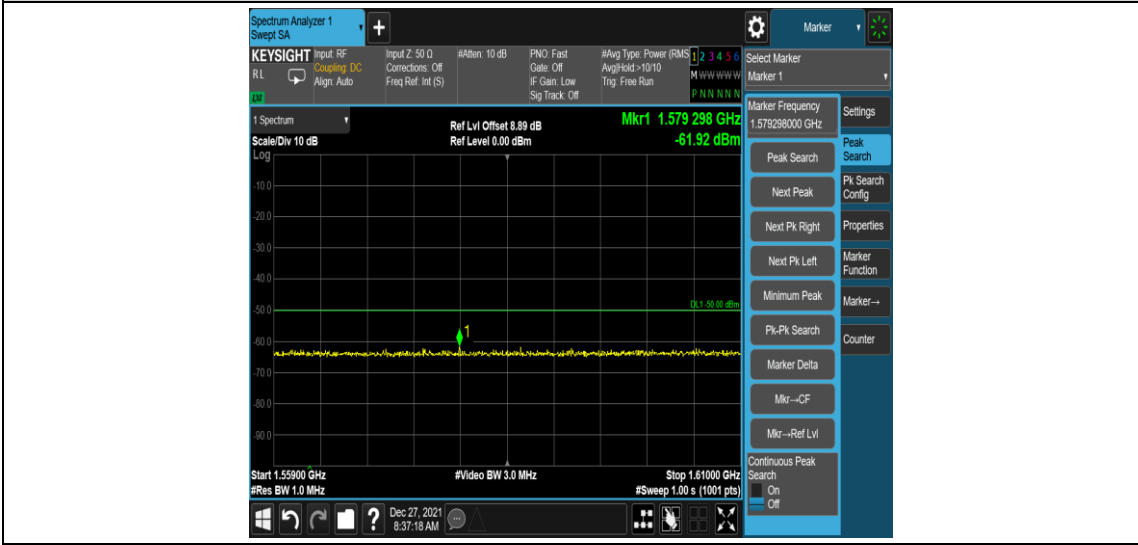 Spectrum Analyzer 1
Swept SA
+
Marker
KEYSIGHT
RL
LM
Input: RF
Coupling: DC
Align: Auto
Input Z: 50 Ω
Corrections: Off
Freq Ref: Int (S)
#Atten: 10 dB
PNO: Fast
Gate: Off
IF Gain: Low
Sig Track: Off
#Avg Type: Power (RMS
Avg|Hold:>10/10
Trig: Free Run
1 2 3 4 5 6
M W W W W W
P N N N N N
1 Spectrum
Scale/Div 10 dB
Log
Ref Lvl Offset 8.89 dB
Ref Level 0.00 dBm
Mkr1 1.579 298 GHz
-61.92 dBm
-10.0
-20.0
-30.0
-40.0
-50.0
-60.0
-70.0
-80.0
-90.0
DL1 -50.00 dBm
1
Start 1.55900 GHz
#Res BW 1.0 MHz
#Video BW 3.0 MHz
Stop 1.61000 GHz
#Sweep 1.00 s (1001 pts)
Select Marker
Marker 1
Marker Frequency
1.579298000 GHz
Peak Search
Next Peak
Next Pk Right
Next Pk Left
Minimum Peak
Pk-Pk Search
Marker Delta
Mkr→CF
Mkr→Ref Lvl
Continuous Peak
Search
On
Off
Settings
Peak
Search
Pk Search
Config
Properties
Marker
Function
Marker→
Counter
?
Dec 27, 2021
8:37:18 AM